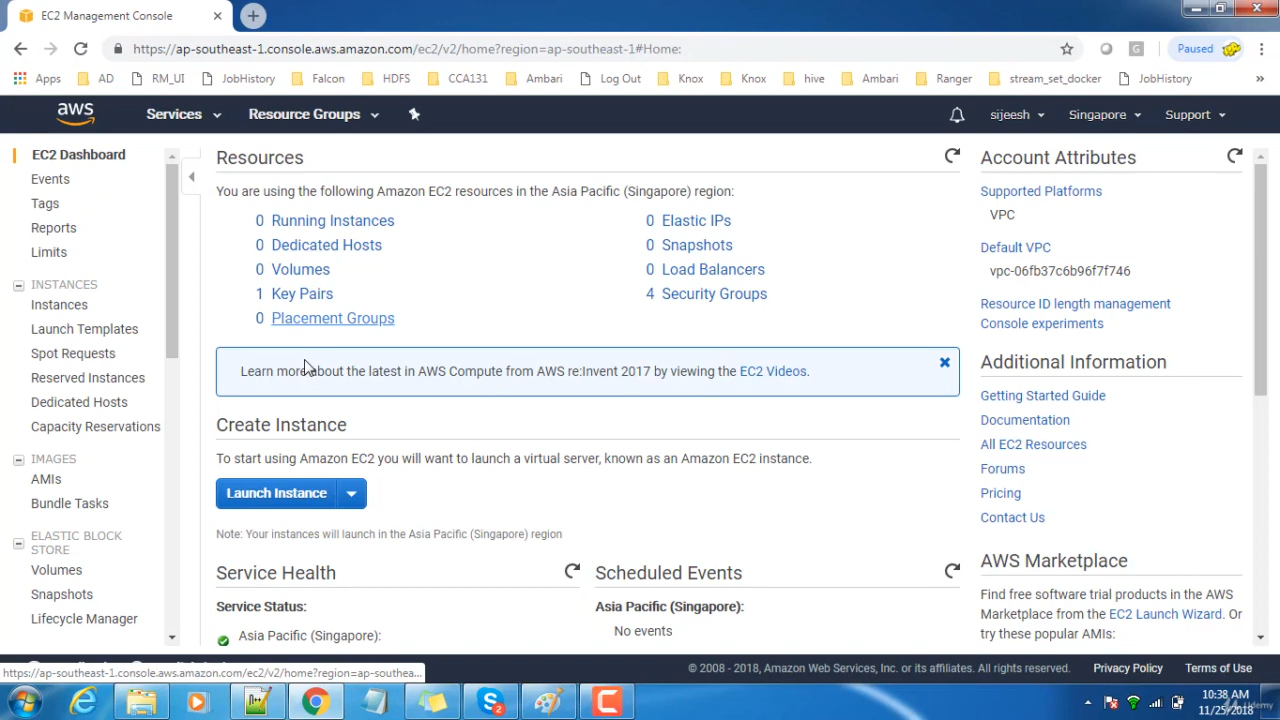 EC2 Management Console
https://ap-southeast-1.console.aws.amazon.com/ec2/v2/home?region=ap-southeast-1#Home:
Paused
Apps AD RM_UI JobHistory Falcon HDFS CCA131 Ambari Log Out Knox Knox hive Ambari Ranger stream_set_docker JobHistory »
aws Services Resource Groups sijeesh Singapore Support
EC2 Dashboard
Events
Tags
Reports
Limits
INSTANCES
Instances
Launch Templates
Spot Requests
Reserved Instances
Dedicated Hosts
Capacity Reservations
IMAGES
AMIs
Bundle Tasks
ELASTIC BLOCK
STORE
Volumes
Snapshots
Lifecycle Manager
Resources
You are using the following Amazon EC2 resources in the Asia Pacific (Singapore) region:
0 Running Instances
0 Dedicated Hosts
0 Volumes
1 Key Pairs
0 Placement Groups
0 Elastic IPs
0 Snapshots
0 Load Balancers
4 Security Groups
Learn more about the latest in AWS Compute from AWS re:Invent 2017 by viewing the EC2 Videos.
Create Instance
To start using Amazon EC2 you will want to launch a virtual server, known as an Amazon EC2 instance.
Launch Instance
Note: Your instances will launch in the Asia Pacific (Singapore) region
Service Health
Service Status:
Asia Pacific (Singapore):
Scheduled Events
Asia Pacific (Singapore):
No events
Account Attributes
Supported Platforms
VPC
Default VPC
vpc-06fb37c6b96f7f746
Resource ID length management
Console experiments
Additional Information
Getting Started Guide
Documentation
All EC2 Resources
Forums
Pricing
Contact Us
AWS Marketplace
Find free software trial products in the AWS
Marketplace from the EC2 Launch Wizard. Or
try these popular AMIs:
https://ap-southeast-1.console.aws.amazon.com/ec2/v2/home?region=ap-southea...
© 2008 - 2018, Amazon Web Services, Inc. or its affiliates. All rights reserved. Privacy Policy Terms of Use
10:38 AM
11/25/2018
Udemy